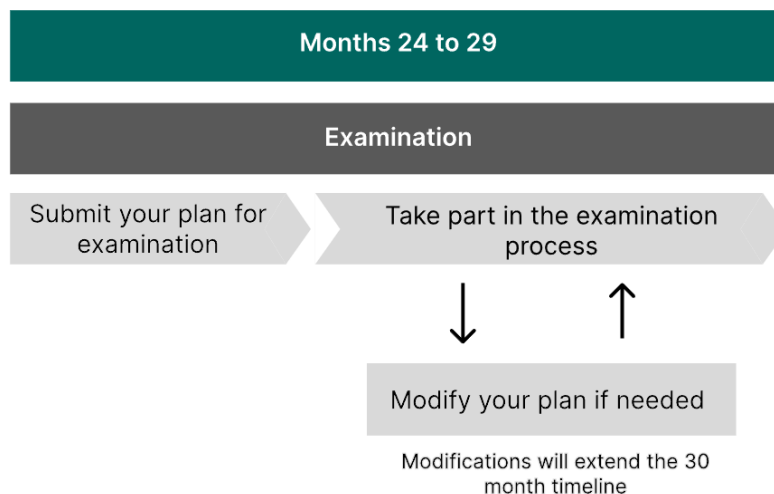 Months 24 to 29
Examination
Submit your plan for
examination
Take part in the examination
process
Modify your plan if needed
Modifications will extend the 30
month timeline